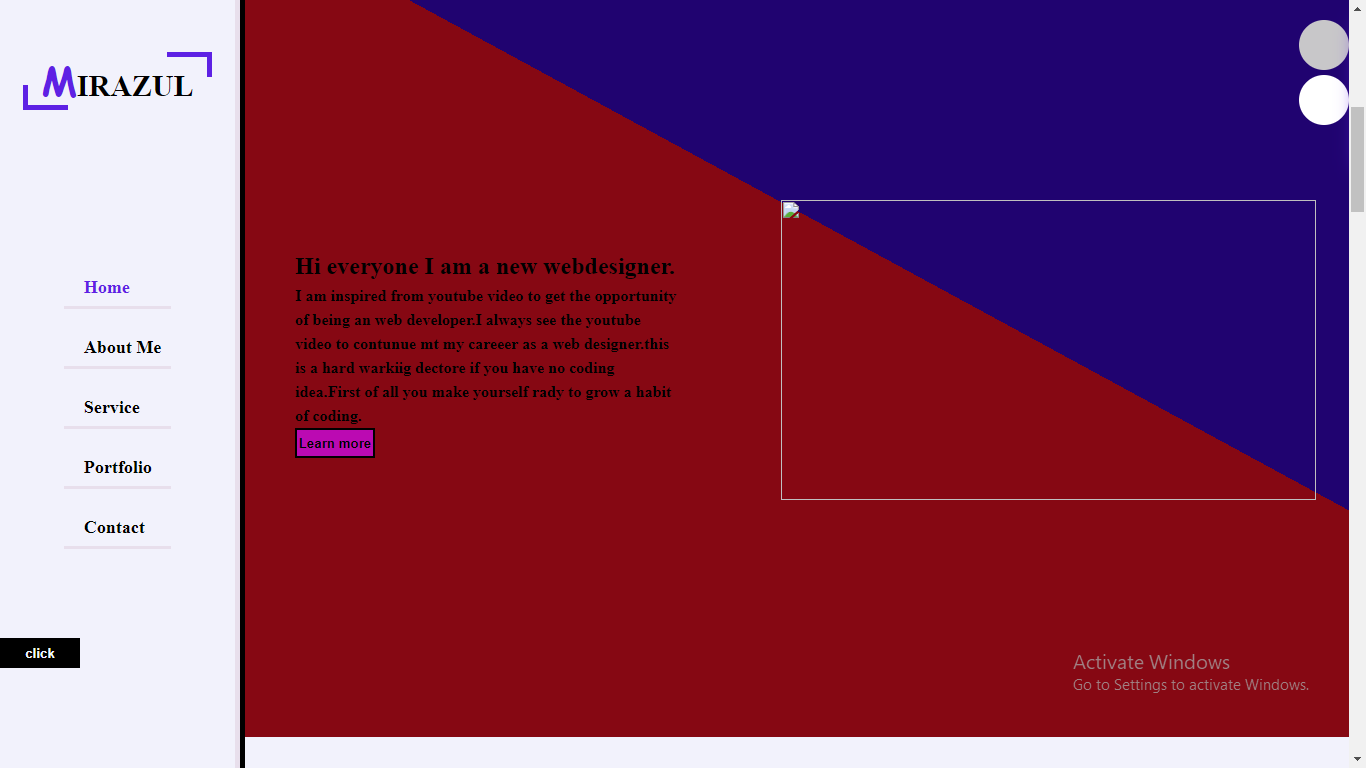 MIRAZUL
Home
About Me
Service
Portfolio
Contact
click
Hi everyone I am a new webdesigner.
I am inspired from youtube video to get the opportunity
of being an web developer.I always see the youtube
video to contunue mt my careeer as a web designer.this
is a hard warkiig dectore if you have no coding
idea.First of all you make yourself rady to grow a habit
of coding.
Learn more
Activate Windows
Go to Settings to activate Windows.